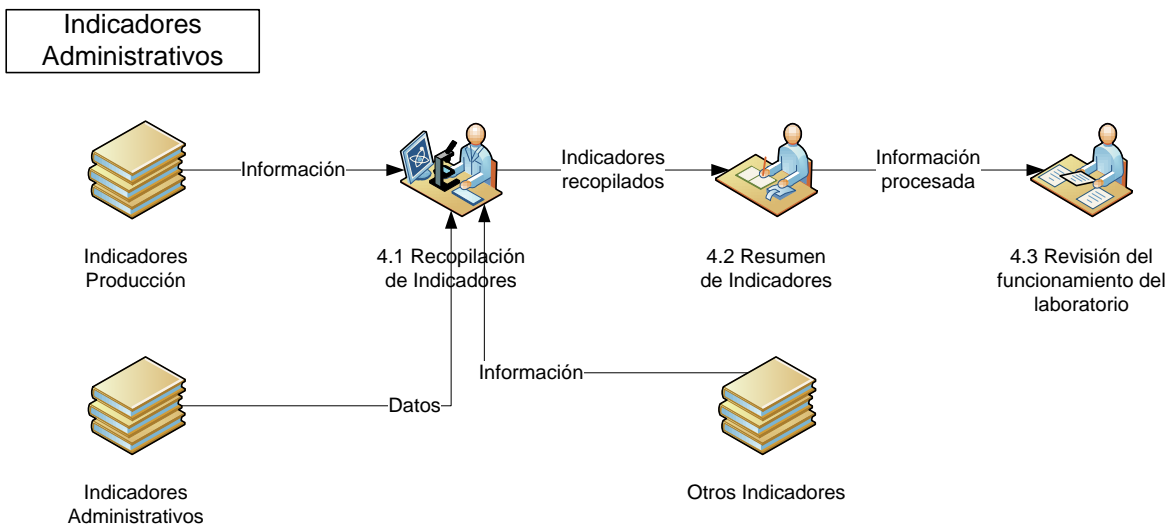 Indicadores
Administrativos
Información
Indicadores
recopilados
Información
procesada
Indicadores
Producción
4.1 Recopilación
de Indicadores
4.2 Resumen
de Indicadores
4.3 Revisión del
funcionamiento del
laboratorio
Información
Datos
Indicadores
Administrativos
Otros Indicadores